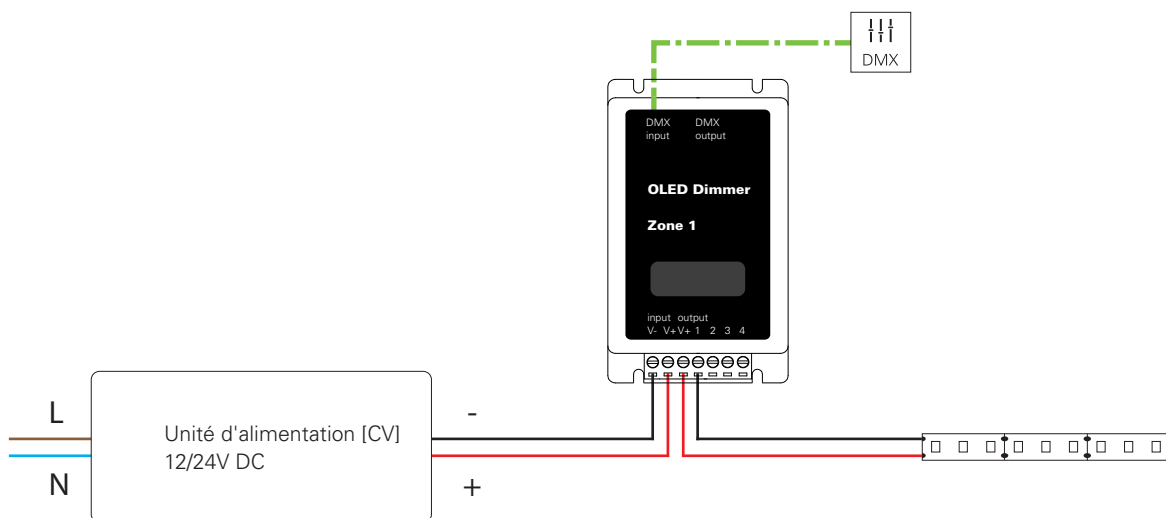 DMX
DMX DMX
input output
OLED Dimmer
Zone 1
input output
V- V+ V+ 1 2 3 4
L
N
Unité d'alimentation [CV]
12/24V DC
-
+